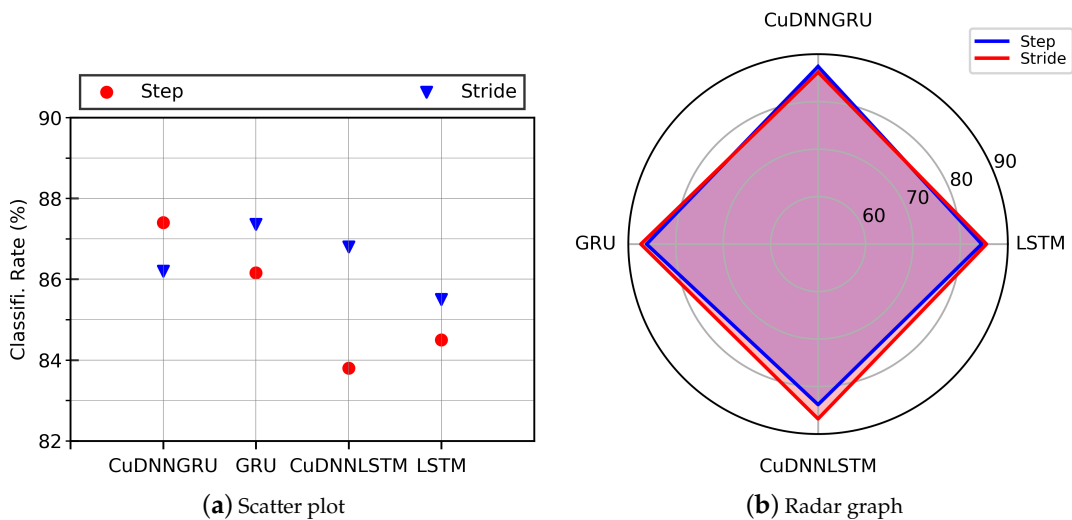 Step Stride
90
88
86
84
82
Classifi. Rate (%)
CuDNNGRU GRU CuDNNLSTM LSTM
(a) Scatter plot
CuDNNGRU
Step
Stride
90
80
70
60
GRU
LSTM
CuDNNLSTM
(b) Radar graph